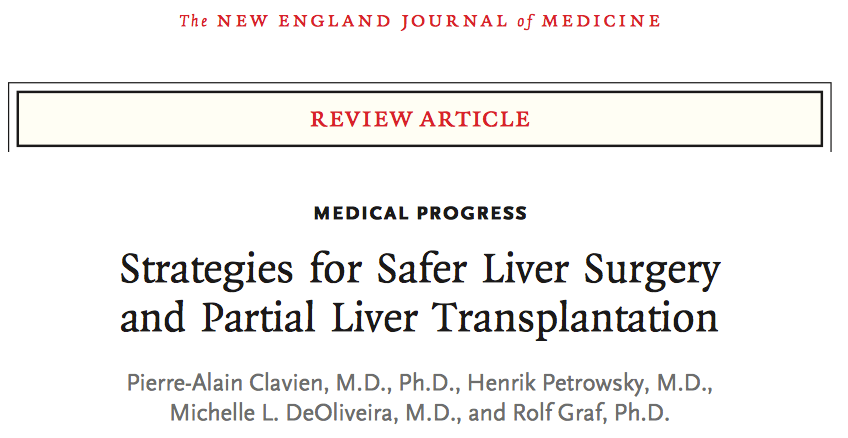 The NEW ENGLAND JOURNAL of MEDICINE
REVIEW ARTICLE
MEDICAL PROGRESS
Strategies for Safer Liver Surgery
and Partial Liver Transplantation
Pierre-Alain Clavien, M.D., Ph.D., Henrik Petrowsky, M.D.,
Michelle L. DeOliveira, M.D., and Rolf Graf, Ph.D.